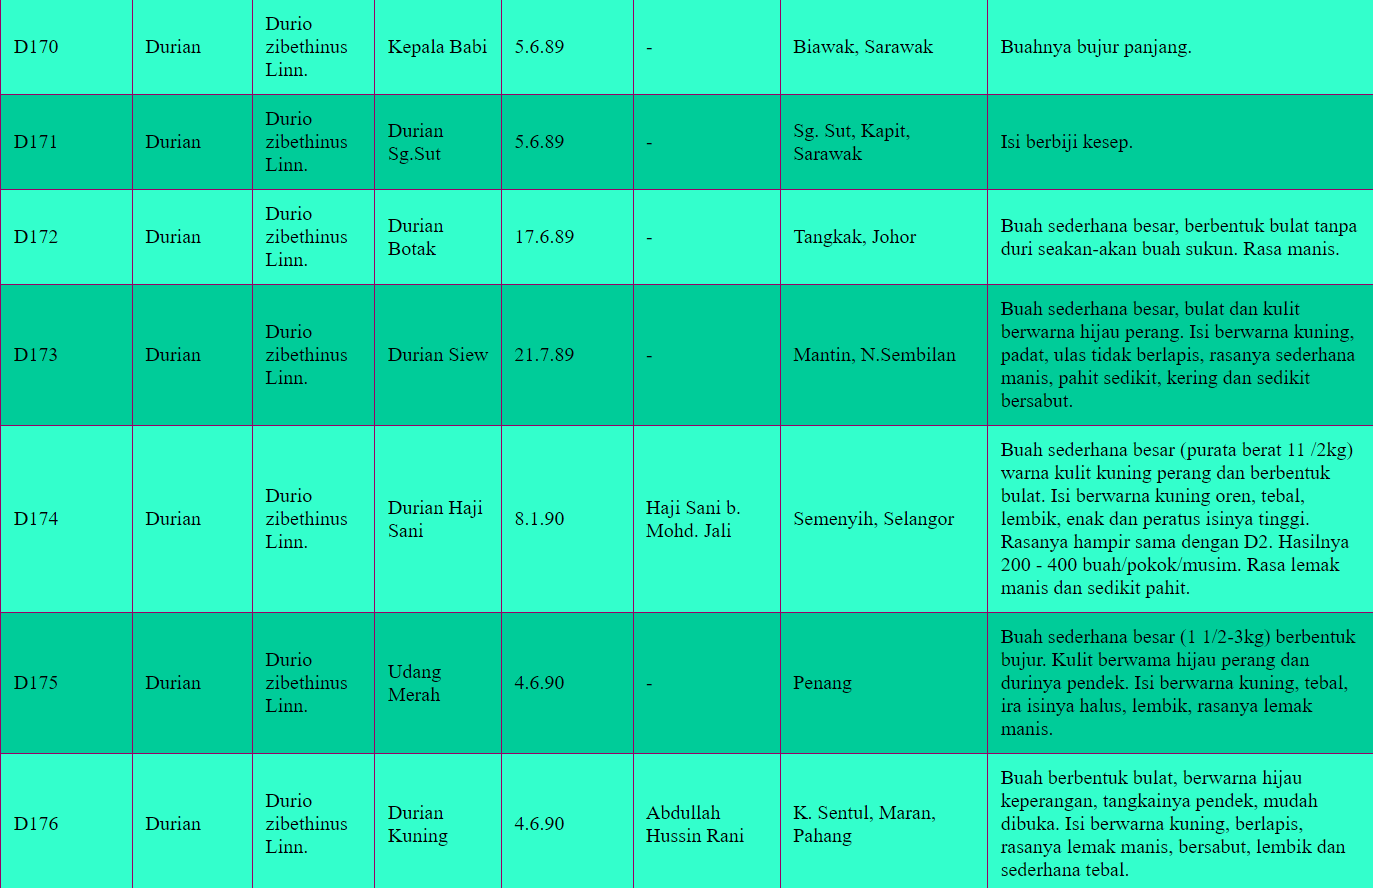 D170
Durian
Durio
zibethinus
Linn.
Kepala Babi
5.6.89
-
Biawak, Sarawak
Buahnya bujur panjang.
D171
Durian
Durio
zibethinus
Linn.
Durian
Sg.Sut
5.6.89
-
Sg. Sut, Kapit,
Sarawak
Isi berbiji kesep.
D172
Durian
Durio
zibethinus
Linn.
Durian
Botak
17.6.89
-
Tangkak, Johor
Buah sederhana besar, berbentuk bulat tanpa
duri seakan-akan buah sukun. Rasa manis.
D173
Durian
Durio
zibethinus
Linn.
Durian Siew
21.7.89
-
Mantin, N.Sembilan
Buah sederhana besar, bulat dan kulit
berwarna hijau perang. Isi berwarna kuning,
padat, ulas tidak berlapis, rasanya sederhana
manis, pahit sedikit, kering dan sedikit
bersabut.
D174
Durian
Durio
zibethinus
Linn.
Durian Haji
Sani
8.1.90
Haji Sani b.
Mohd. Jali
Semenyih, Selangor
Buah sederhana besar (purata berat 11 /2kg)
warna kulit kuning perang dan berbentuk
bulat. Isi berwarna kuning oren, tebal,
lembik, enak dan peratus isinya tinggi.
Rasanya hampir sama dengan D2. Hasilnya
200 - 400 buah/pokok/musim. Rasa lemak
manis dan sedikit pahit.
D175
Durian
Durio
zibethinus
Linn.
Udang
Merah
4.6.90
-
Penang
Buah sederhana besar (1 1/2-3kg) berbentuk
bujur. Kulit berwama hijau perang dan
durinya pendek. Isi berwarna kuning, tebal,
ira isinya halus, lembik, rasanya lemak
manis.
D176
Durian
Durio
zibethinus
Linn.
Durian
Kuning
4.6.90
Abdullah
Hussin Rani
K. Sentul, Maran,
Pahang
Buah berbentuk bulat, berwarna hijau
keperangan, tangkainya pendek, mudah
dibuka. Isi berwarna kuning, berlapis,
rasanya lemak manis, bersabut, lembik dan
sederhana tebal.